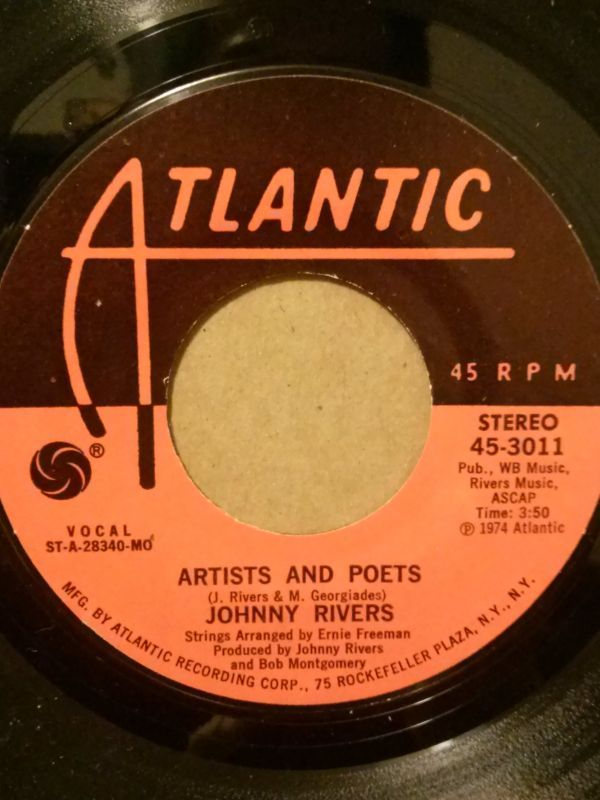 ATLANTIC
45 RPM
STEREO
45-3011
Pub., WB Music,
Rivers Music,
ASCAP
Time: 3:50
℗ 1974 Atlantic
®
VOCAL
ST-A-28340-MO
ARTISTS AND POETS
(J. Rivers & M. Georgiades)
JOHNNY RIVERS
Strings Arranged by Ernie Freeman
Produced by Johnny Rivers
and Bob Montgomery
MFG. BY ATLANTIC RECORDING CORP., 75 ROCKEFELLER PLAZA, N.Y., N.Y.